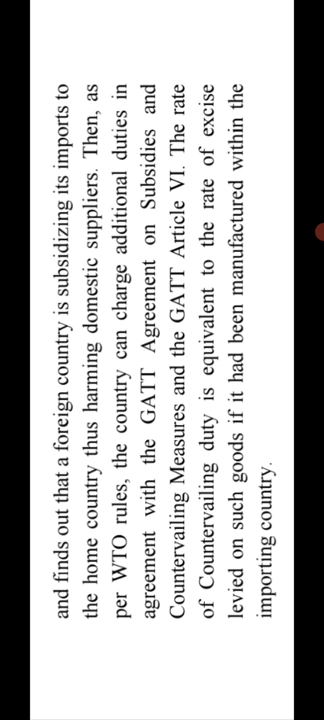 and finds out that a foreign country is subsidizing its imports to
the home country thus harming domestic suppliers. Then, as
per WTO rules, the country can charge additional duties in
agreement with the GATT Agreement on Subsidies and
Countervailing Measures and the GATT Article VI. The rate
of Countervailing duty is equivalent to the rate of excise
levied on such goods if it had been manufactured within the
importing country.